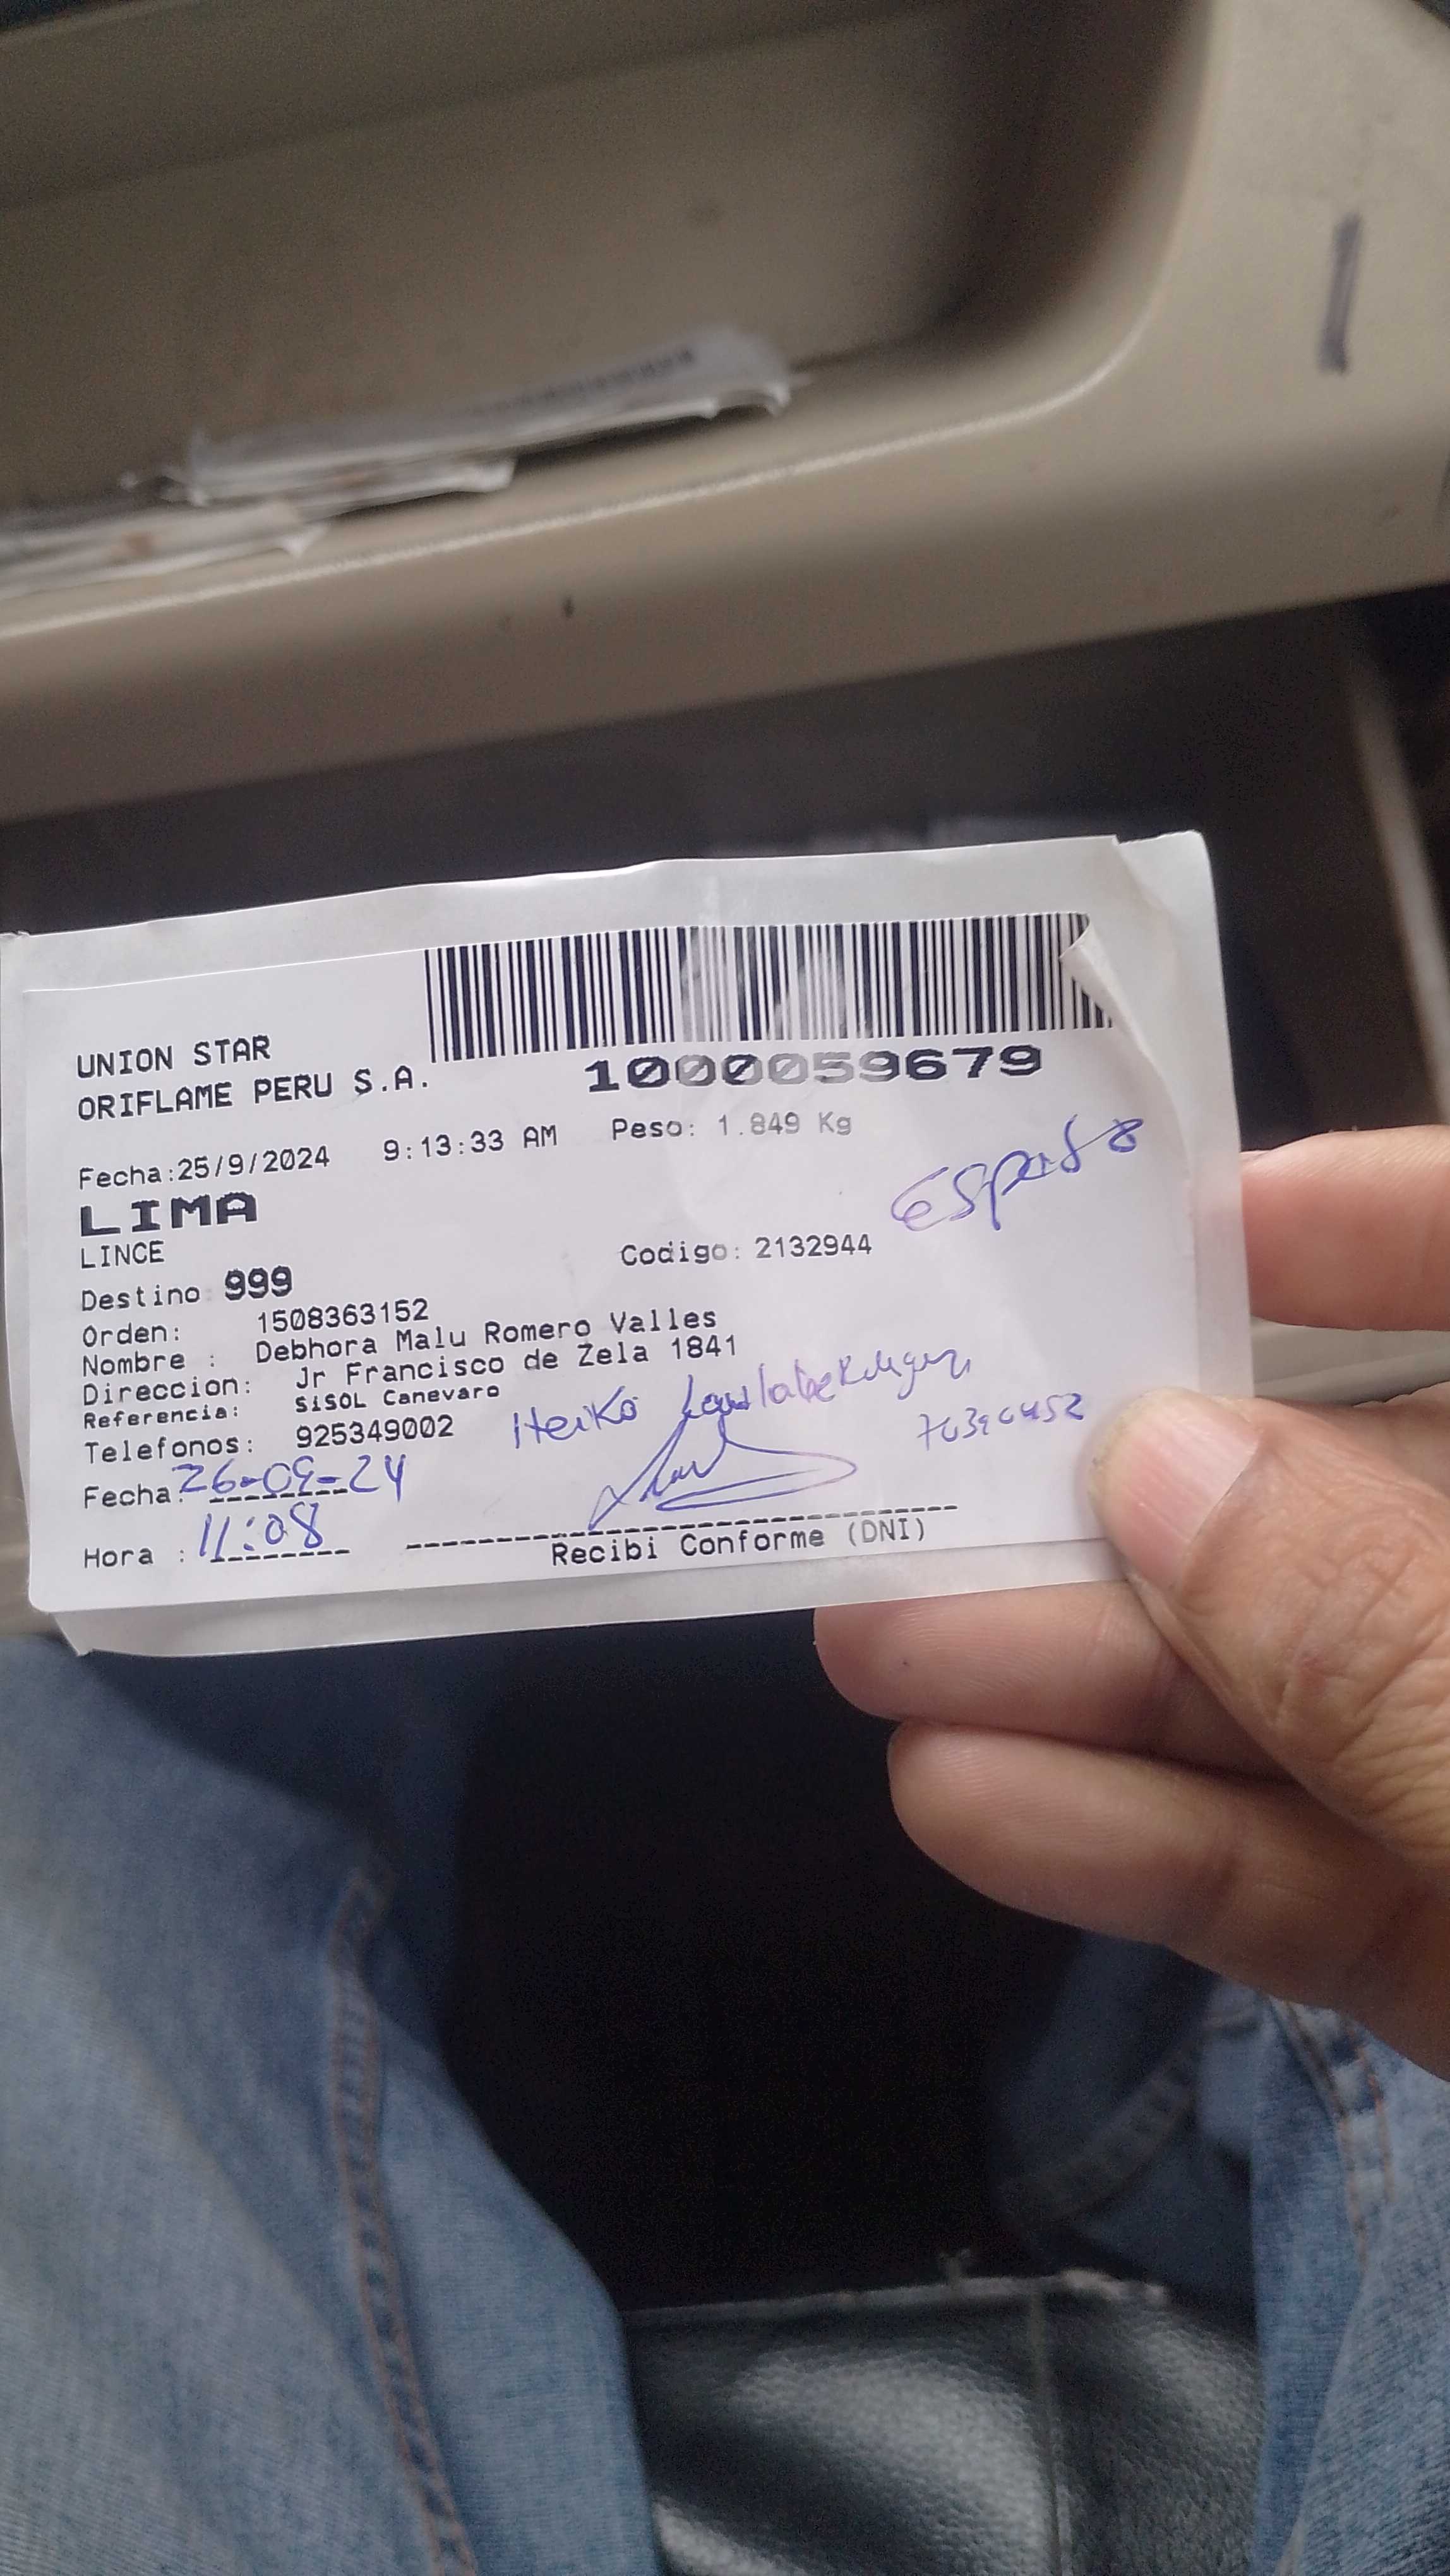 UNION STAR
ORIFLAME PERU S.A.
1000059679
Fecha:25/9/2024 9:13:33 AM Peso: 1.849 Kg
LIMA
Esposo
LINCE
Codigo: 2132944
Destino 999
Orden: 1508363152
Nombre : Debhora Malu Romero Valles
Direccion: Jr Francisco de Zela 1841
Referencia: SiSOL Canevaro
Telefonos: 925349002
Heiko
Fecha: 26-09-24
Hora : 11:08
Recibi Conforme (DNI)